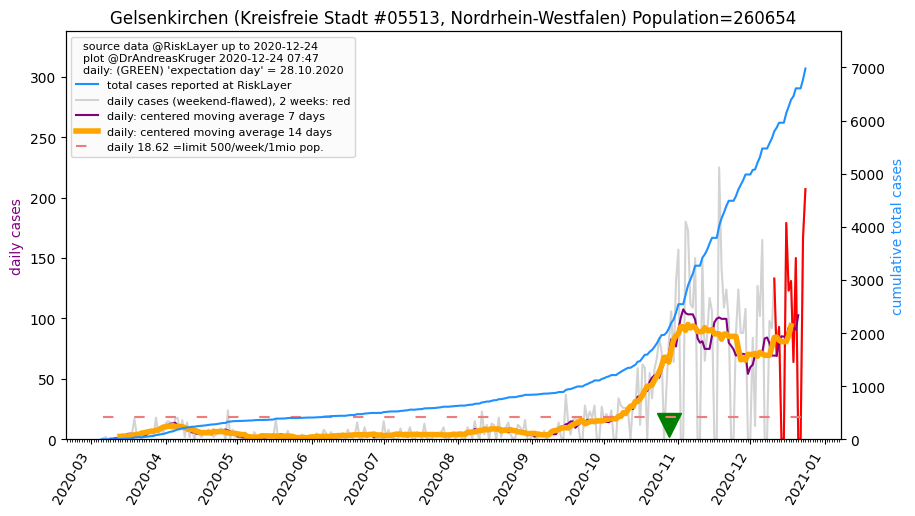 Gelsenkirchen (Kreisfreie Stadt #05513, Nordrhein-Westfalen) Population=260654
source data @RiskLayer up to 2020-12-24
plot @DrAndreasKruger 2020-12-24 07:47
daily: (GREEN) 'expectation day' = 28.10.2020
total cases reported at RiskLayer
daily cases (weekend-flawed), 2 weeks: red
daily: centered moving average 7 days
daily: centered moving average 14 days
daily 18.62 =limit 500/week/1mio pop.
daily cases
300
250
200
150
100
50
0
7000
6000
5000
4000
3000
2000
1000
0
cumulative total cases
2020-03
2020-04
2020-05
2020-06
2020-07
2020-08
2020-09
2020-10
2020-11
2020-12
2021-01